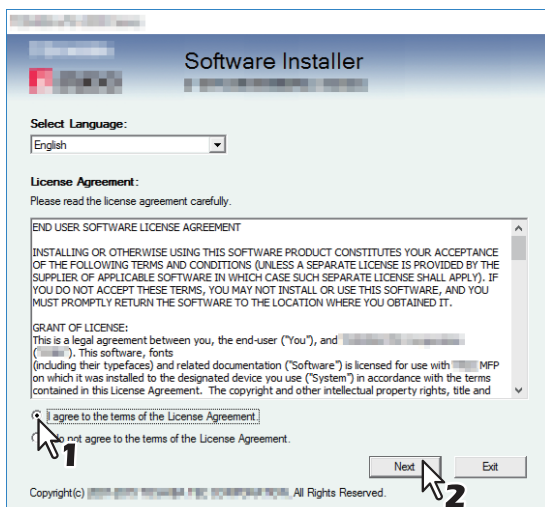 Software Installer
Select Language:
English
License Agreement:
Please read the license agreement carefully.
END USER SOFTWARE LICENSE AGREEMENT
INSTALLING OR OTHERWISE USING THIS SOFTWARE PRODUCT CONSTITUTES YOUR ACCEPTANCE
OF THE FOLLOWING TERMS AND CONDITIONS (UNLESS A SEPARATE LICENSE IS PROVIDED BY THE
SUPPLIER OF APPLICABLE SOFTWARE IN WHICH CASE SUCH SEPARATE LICENSE SHALL APPLY). IF
YOU DO NOT ACCEPT THESE TERMS, YOU MAY NOT INSTALL OR USE THIS SOFTWARE, AND YOU
MUST PROMPTLY RETURN THE SOFTWARE TO THE LOCATION WHERE YOU OBTAINED IT.
GRANT OF LICENSE:
This is a legal agreement between you, the end-user ("You"), and
("      "). This software, fonts
(including their typefaces) and related documentation ("Software") is licensed for use with MFP
on which it was installed to the designated device you use ("System") in accordance with the terms
contained in this License Agreement. The copyright and other intellectual property rights, title and
I agree to the terms of the License Agreement.
I do not agree to the terms of the License Agreement.
1
Next Exit
2
Copyright(c) All Rights Reserved.